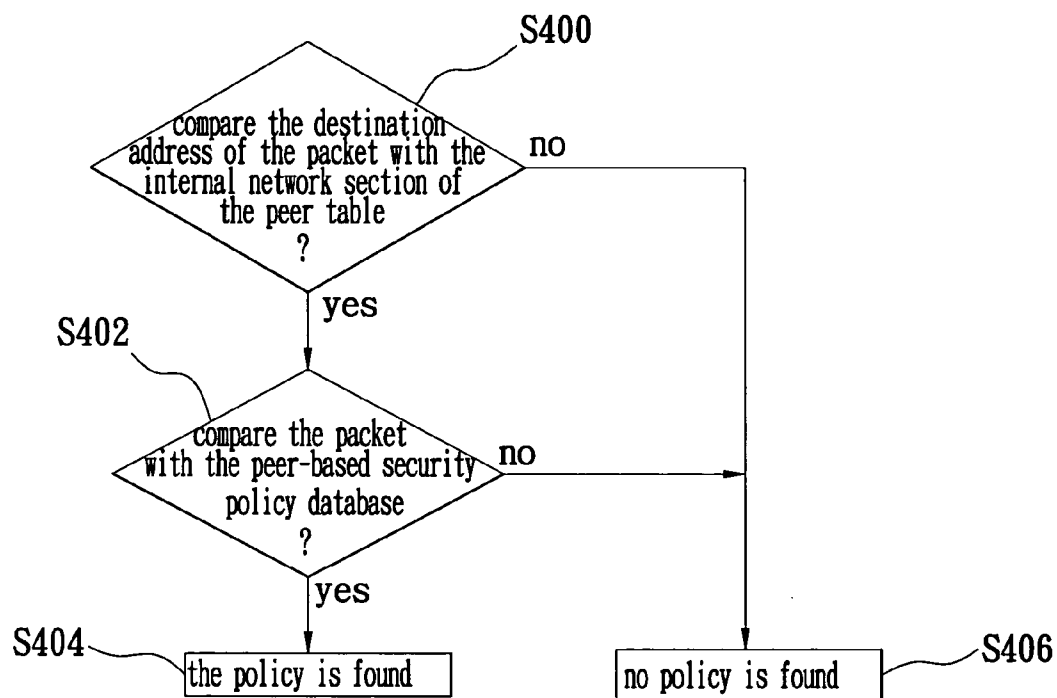 S400
compare the destination
address of the packet with the
internal network section of
the peer table
?
no
yes
S402
compare the packet
with the peer-based security
policy database
?
no
yes
S404
the policy is found
no policy is found
S406